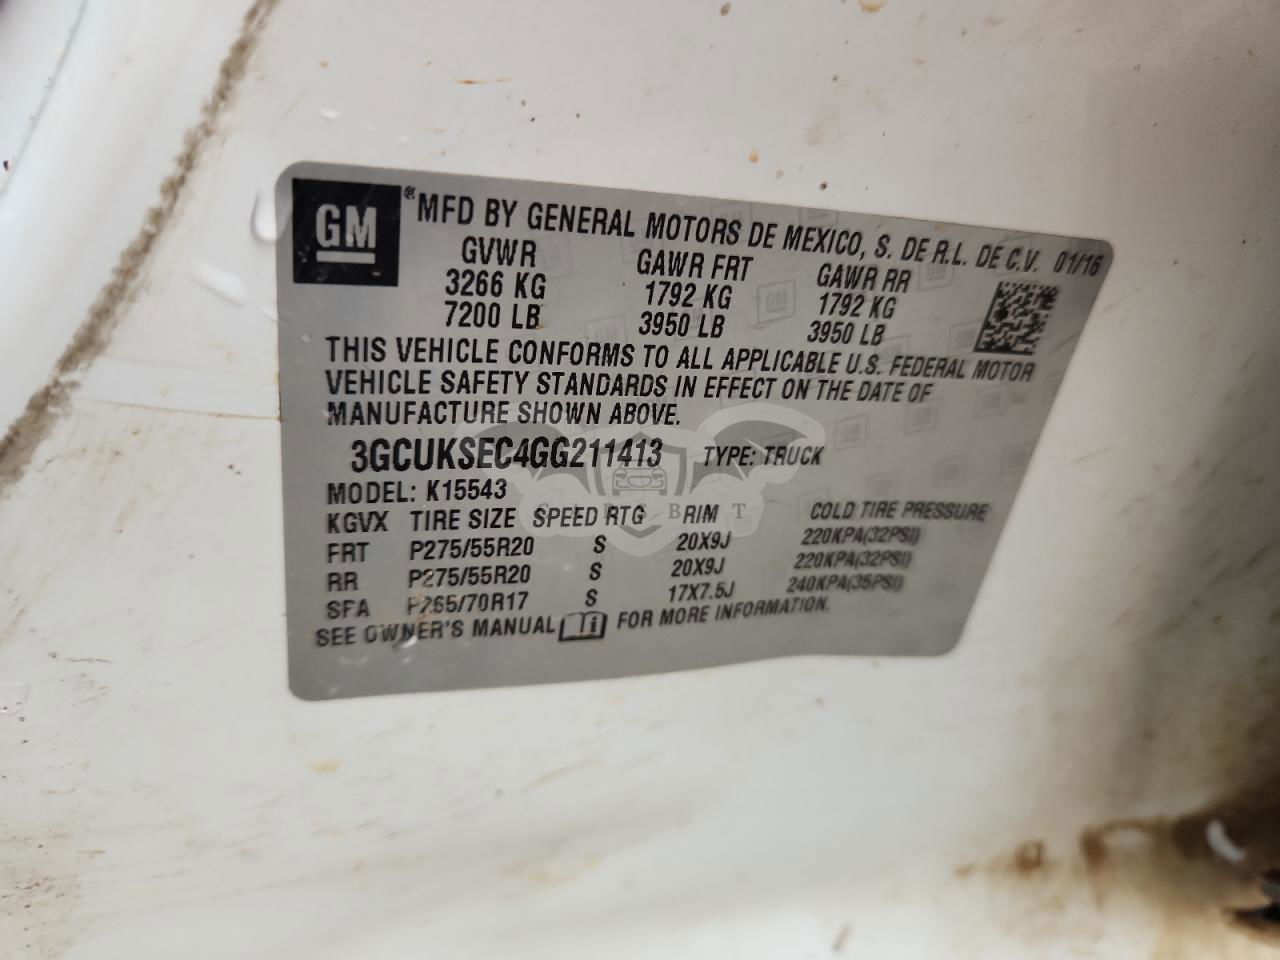 GM
® MFD BY GENERAL MOTORS DE MEXICO, S. DE R.L. DE C.V. 01/16
GVWR GAWR FRT GAWR RR
3266 KG 1792 KG 1792 KG
7200 LB 3950 LB 3950 LB
THIS VEHICLE CONFORMS TO ALL APPLICABLE U.S. FEDERAL MOTOR
VEHICLE SAFETY STANDARDS IN EFFECT ON THE DATE OF
MANUFACTURE SHOWN ABOVE.
3GCUKSEC4GG211413 TYPE: TRUCK
MODEL: K15543
KGVX TIRE SIZE SPEED RTG RIM COLD TIRE PRESSURE
FRT P275/55R20 S 20X9J 220KPA(32PSI)
RR P275/55R20 S 20X9J 220KPA(32PSI)
SFA P265/70R17 S 17X7.5J 240KPA(35PSI)
SEE OWNER'S MANUAL i FOR MORE INFORMATION.